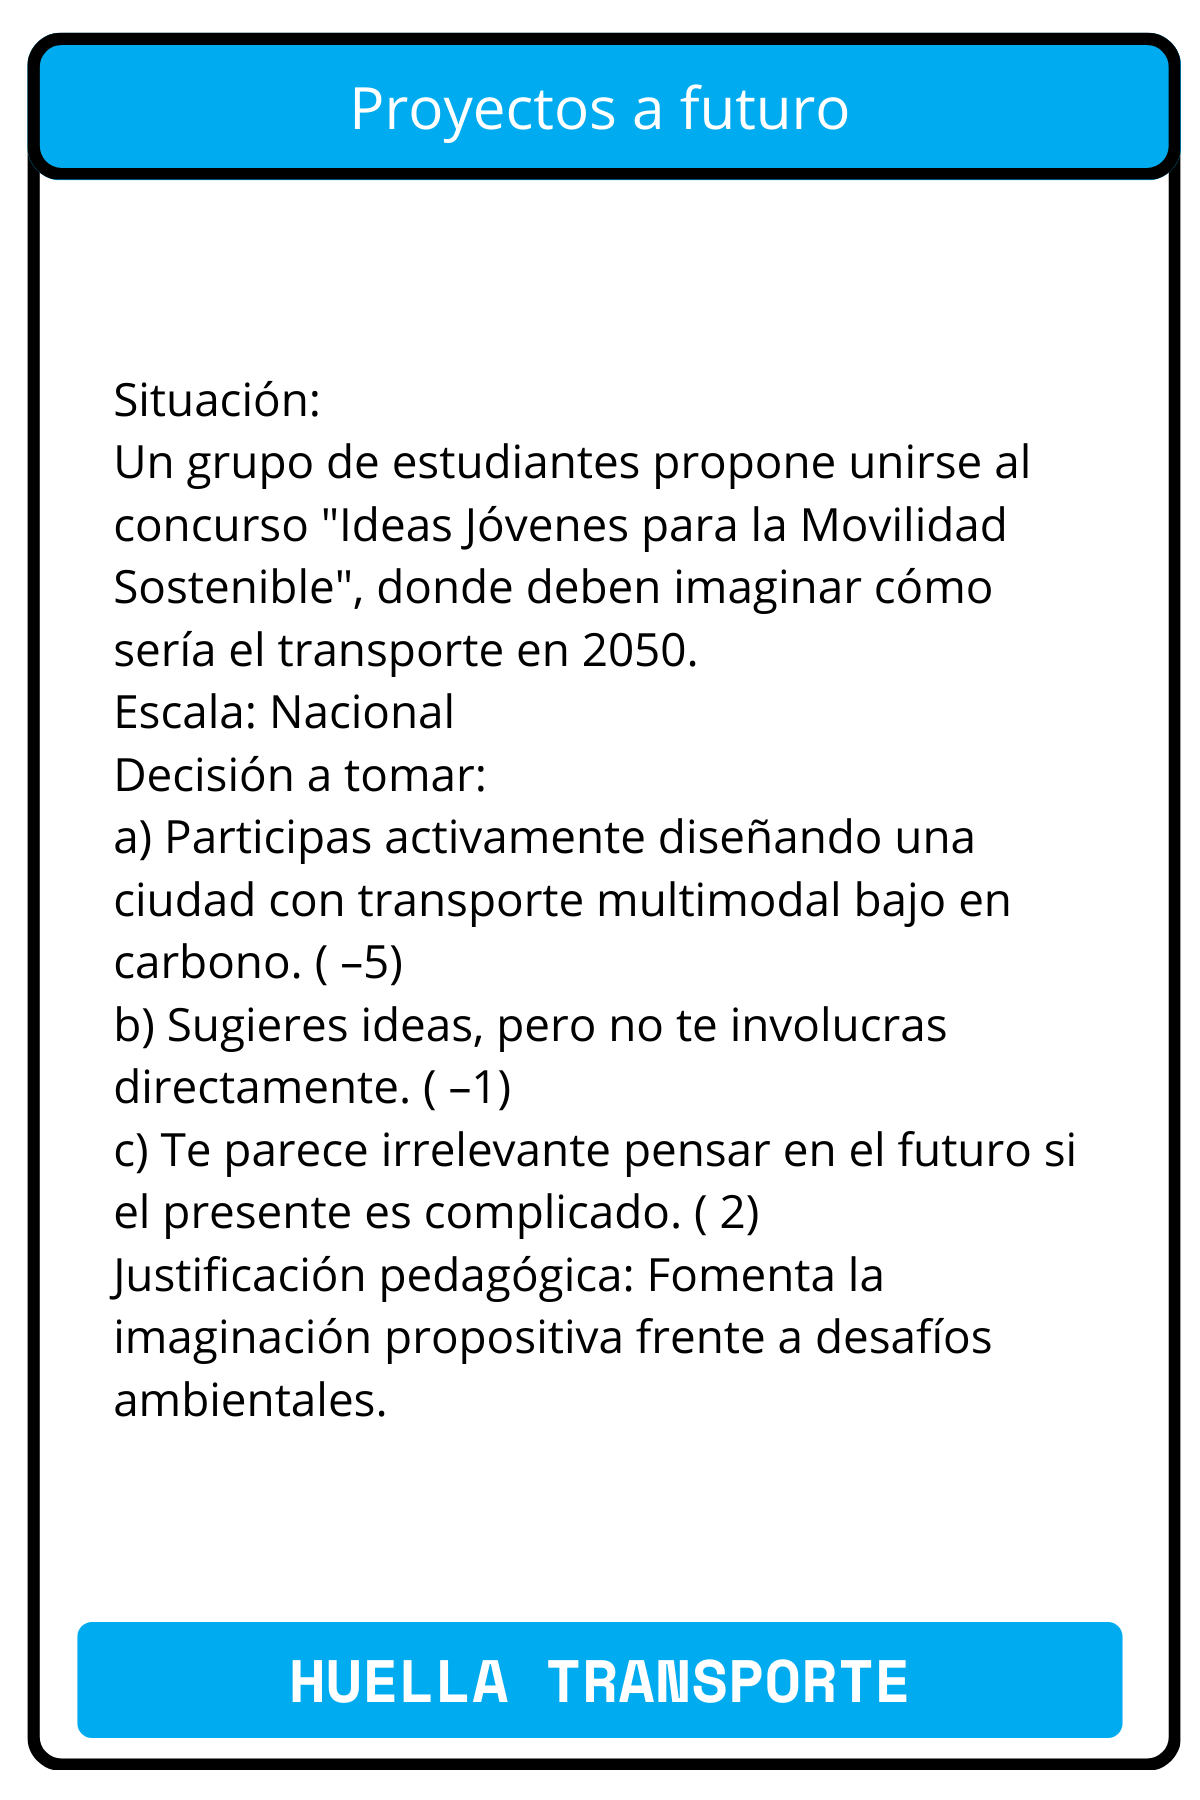 Proyectos a futuro
Situación:
Un grupo de estudiantes propone unirse al
concurso "Ideas Jóvenes para la Movilidad
Sostenible", donde deben imaginar cómo
sería el transporte en 2050.
Escala: Nacional
Decisión a tomar:
a) Participas activamente diseñando una
ciudad con transporte multimodal bajo en
carbono. ( –5)
b) Sugieres ideas, pero no te involucras
directamente. ( –1)
c) Te parece irrelevante pensar en el futuro si
el presente es complicado. ( 2)
Justificación pedagógica: Fomenta la
imaginación propositiva frente a desafíos
ambientales.
HUELLA TRANSPORTE